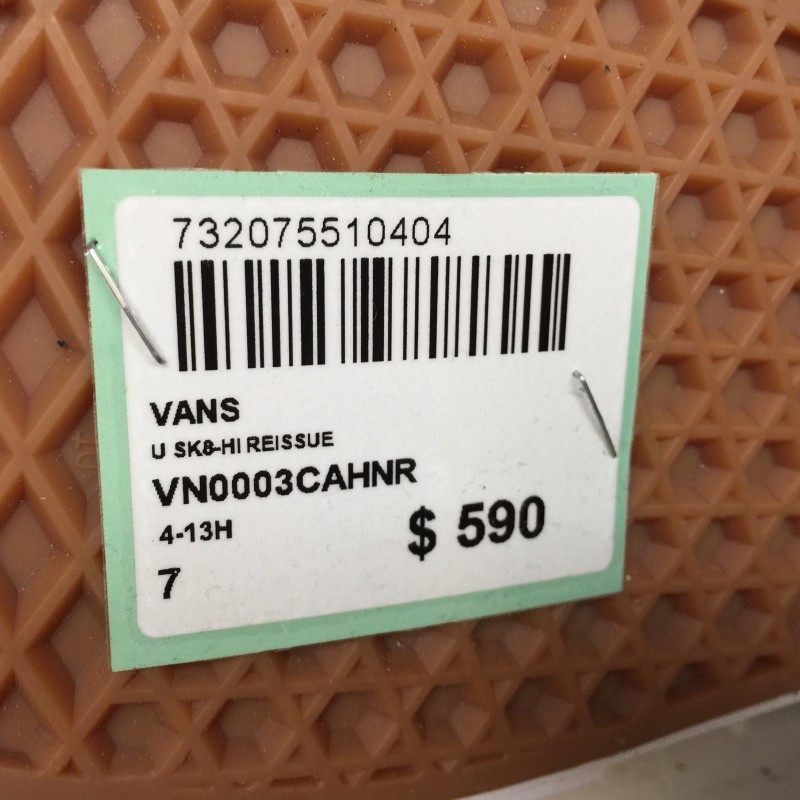 732075510404
VANS
U SK8-HI REISSUE
VN0003CAHNR
4-13H
$ 590
7